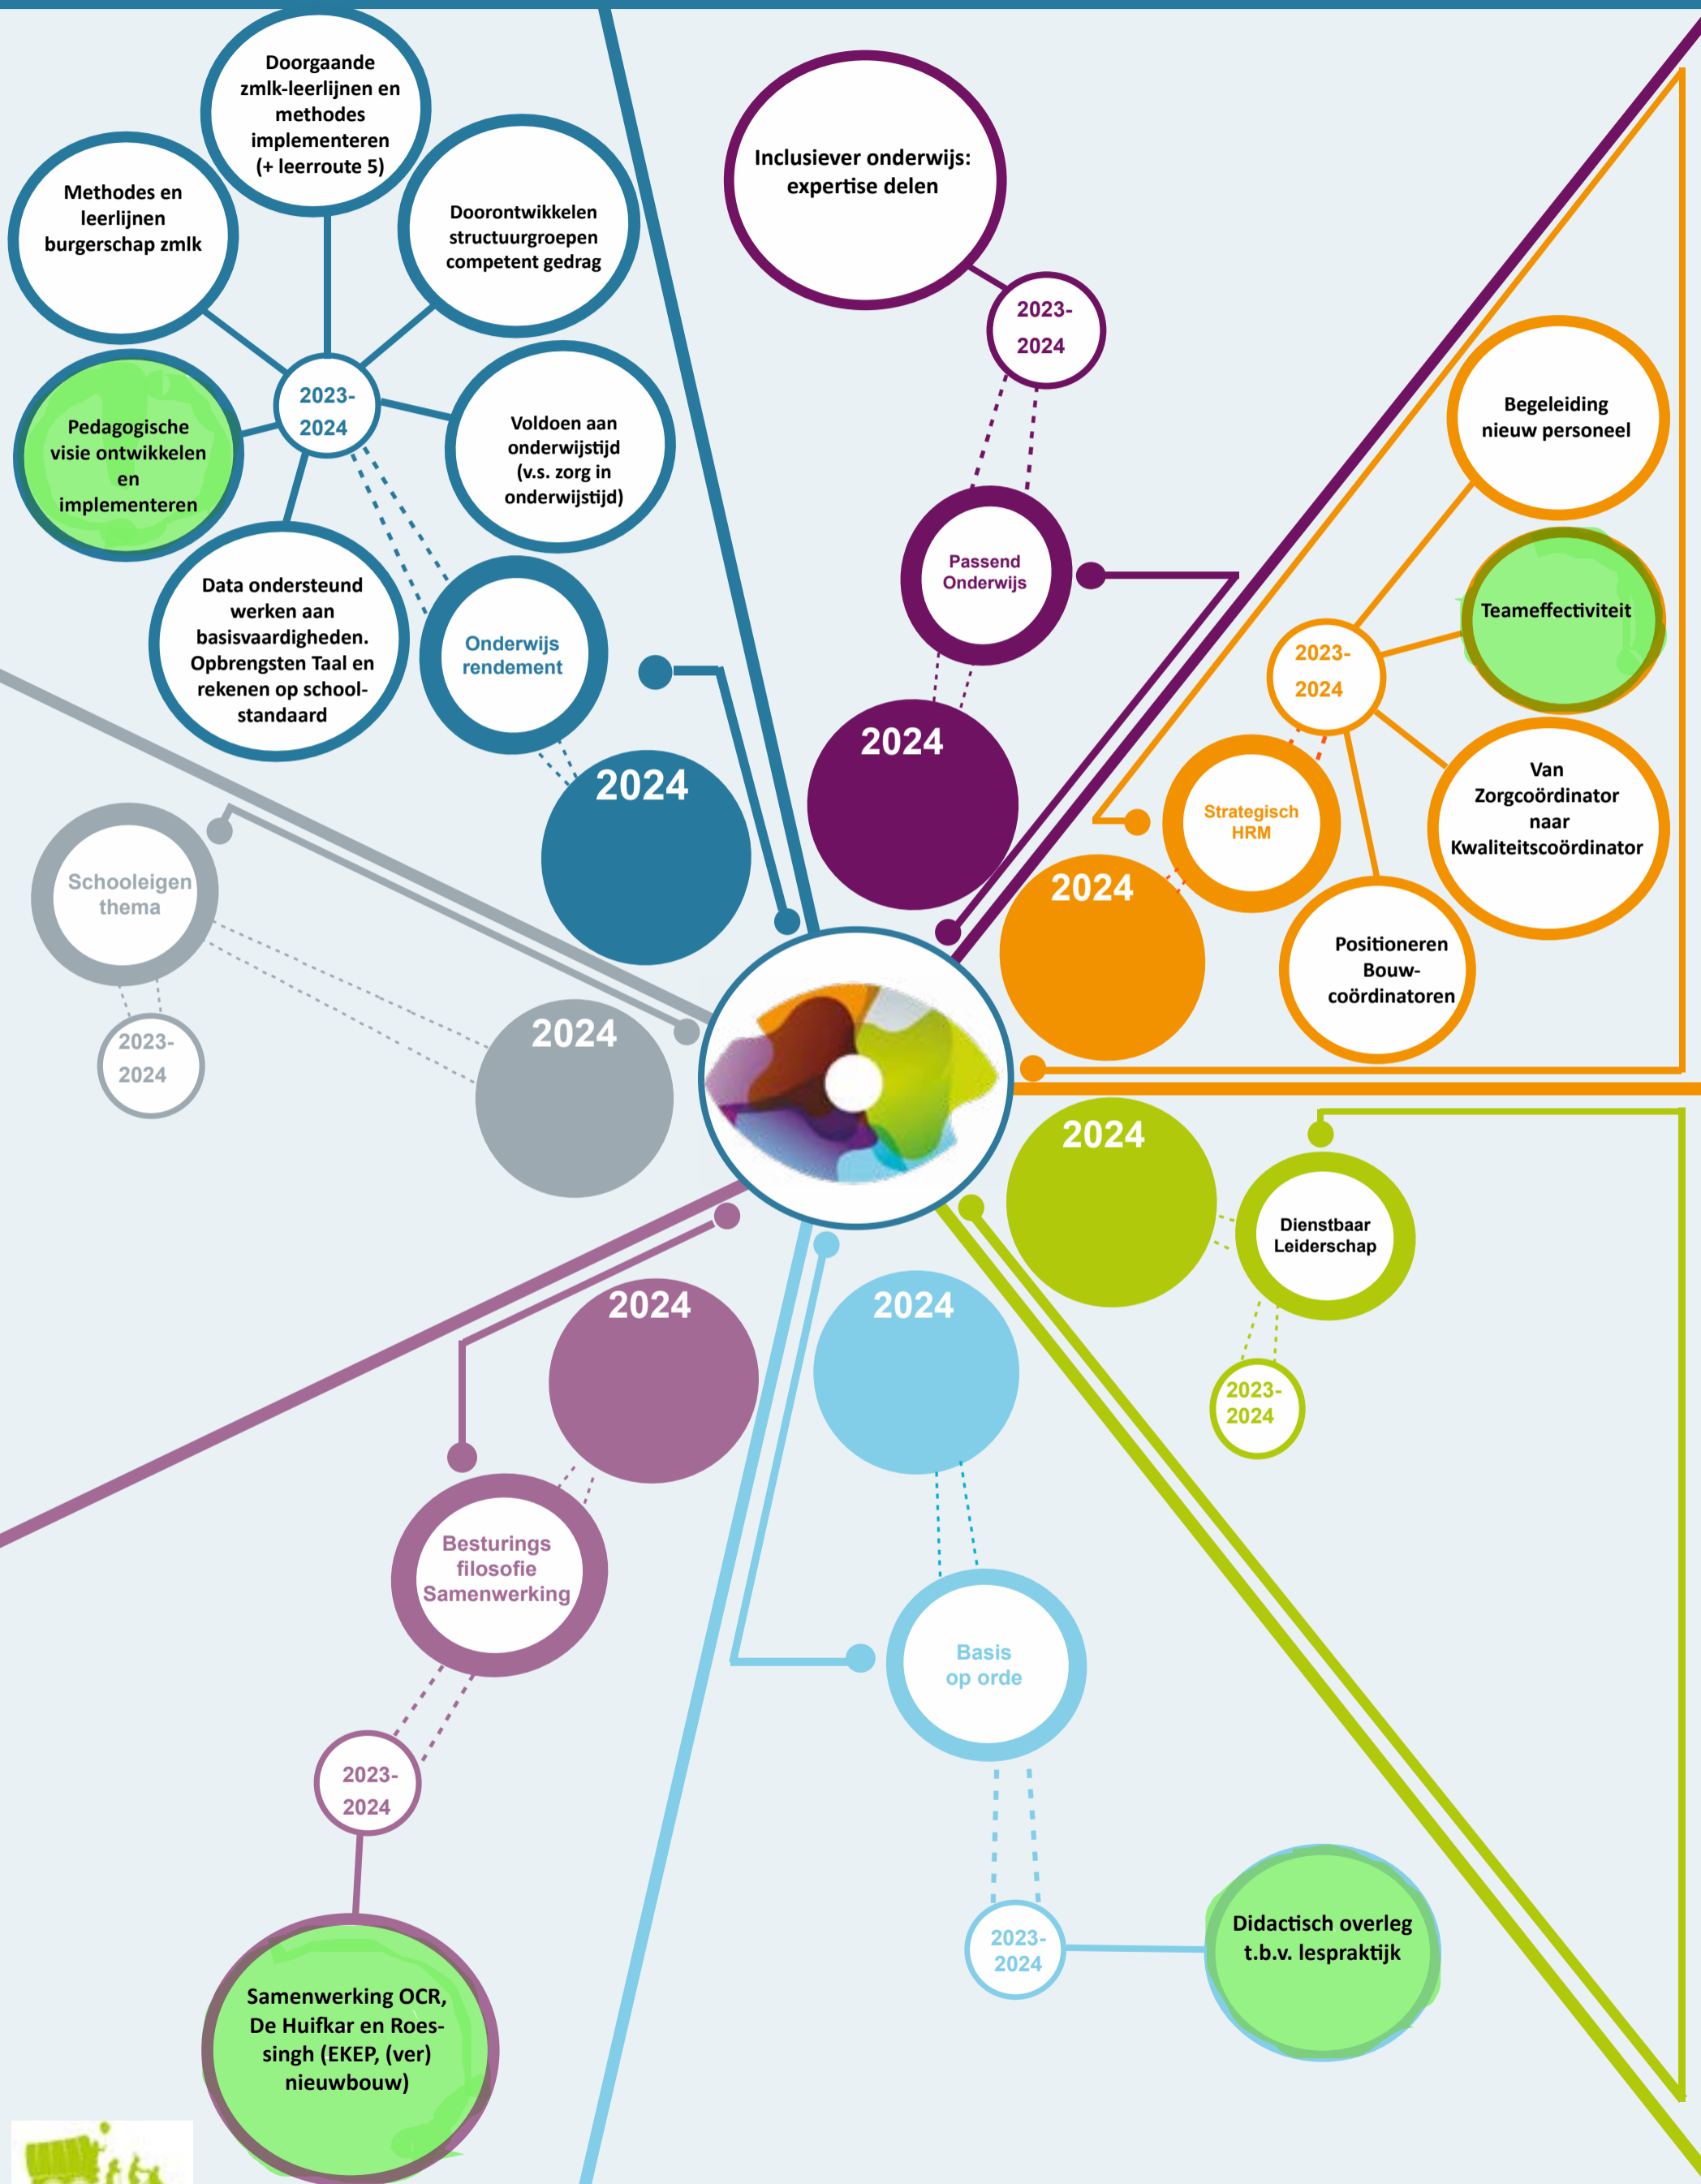 Doorgaande
zmlk-leerlijnen en
methodes
implementeren
(+ leerroute 5)
Methodes en
leerlijnen
burgerschap zmlk
Doorontwikkelen
structuurgroepen
competent gedrag
2023-
2024
Pedagogische
visie ontwikkelen
en
implementeren
Voldoen aan
onderwijstijd
(v.s. zorg in
onderwijstijd)
Data ondersteund
werken aan
basisvaardigheden.
Opbrengsten Taal en
rekenen op school-
standaard
Onderwijs
rendement
2024
Inclusiever onderwijs:
expertise delen
2023-
2024
Passend
Onderwijs
2024
Begeleiding
nieuw personeel
Teameffectiviteit
2023-
2024
Van
Zorgcoördinator
naar
Kwaliteitscoördinator
Strategisch
HRM
Positioneren
Bouw-
coördinatoren
2024
Schooleigen
thema
2023-
2024
2024
2024
Dienstbaar
Leiderschap
2023-
2024
2024
Besturings
filosofie
Samenwerking
2023-
2024
Samenwerking OCR,
De Huifkar en Roes-
singh (EKEP, (ver)
nieuwbouw)
2024
Basis
op orde
2023-
2024
Didactisch overleg
t.b.v. lespraktijk